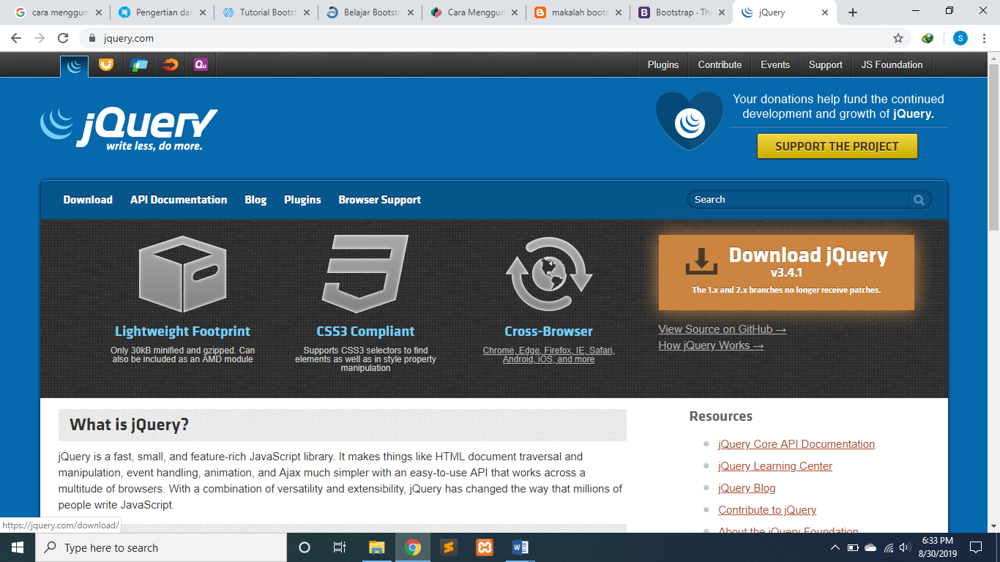 cara menggun
Pengertian dar
Tutorial Bootst
Belajar Bootstr
Cara Menggun
makalah boots
Bootstrap · The
jQuery
jquery.com
S
Qu
Plugins
Contribute
Events
Support
JS Foundation
jQuery
write less, do more.
Your donations help fund the continued
development and growth of jQuery.
SUPPORT THE PROJECT
Download
API Documentation
Blog
Plugins
Browser Support
Search
Lightweight Footprint
Only 30kB minified and gzipped. Can
also be included as an AMD module
CSS3 Compliant
Supports CSS3 selectors to find
elements as well as in style property
manipulation
Cross-Browser
Chrome, Edge, Firefox, IE, Safari,
Android, iOS, and more
Download jQuery
v3.4.1
The 1.x and 2.x branches no longer receive patches.
View Source on GitHub →
How jQuery Works →
What is jQuery?
jQuery is a fast, small, and feature-rich JavaScript library. It makes things like HTML document traversal and
manipulation, event handling, animation, and Ajax much simpler with an easy-to-use API that works across a
multitude of browsers. With a combination of versatility and extensibility, jQuery has changed the way that millions of
people write JavaScript.
Resources
jQuery Core API Documentation
jQuery Learning Center
jQuery Blog
Contribute to jQuery
About the jQuery Foundation
https://jquery.com/download/
Type here to search
6:33 PM
8/30/2019